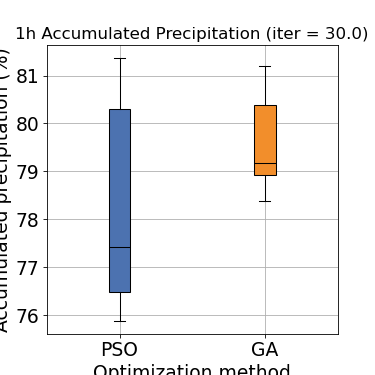 1h Accumulated Precipitation (iter = 30.0)
Accumulated precipitation (%)
81
80
79
78
77
76
PSO GA
Optimization method